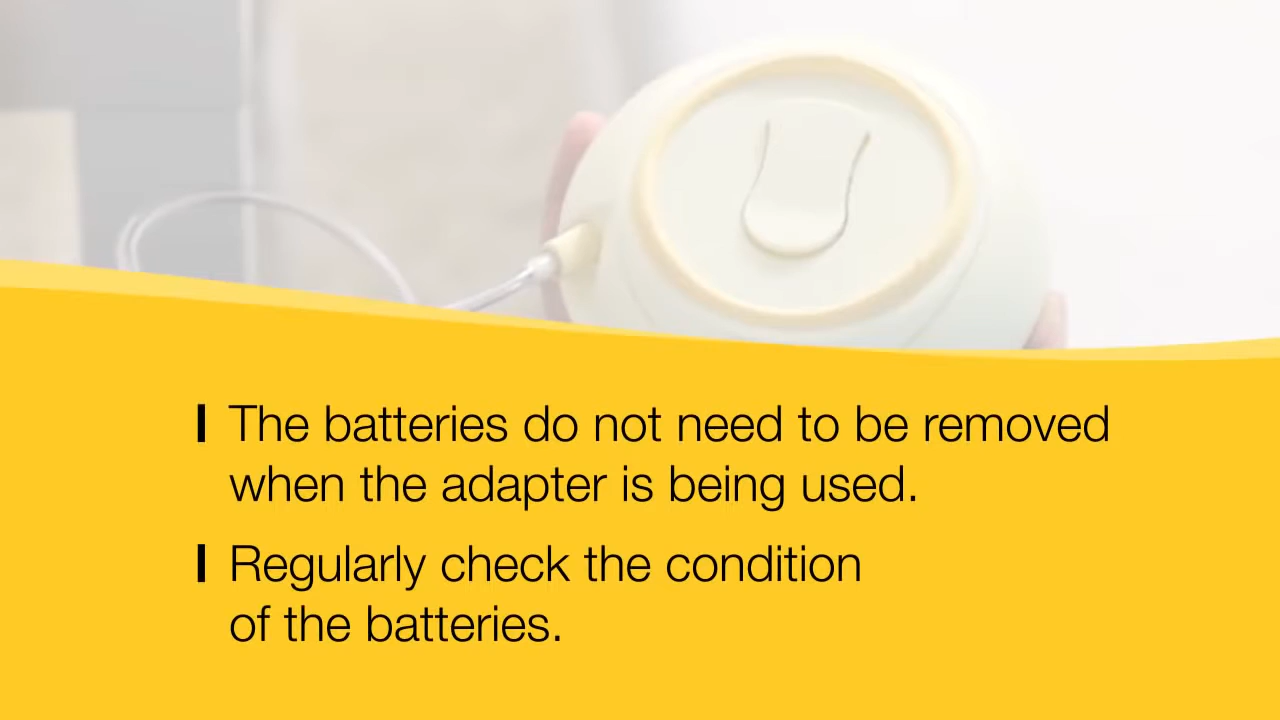 The batteries do not need to be removed
when the adapter is being used.
Regularly check the condition
of the batteries.